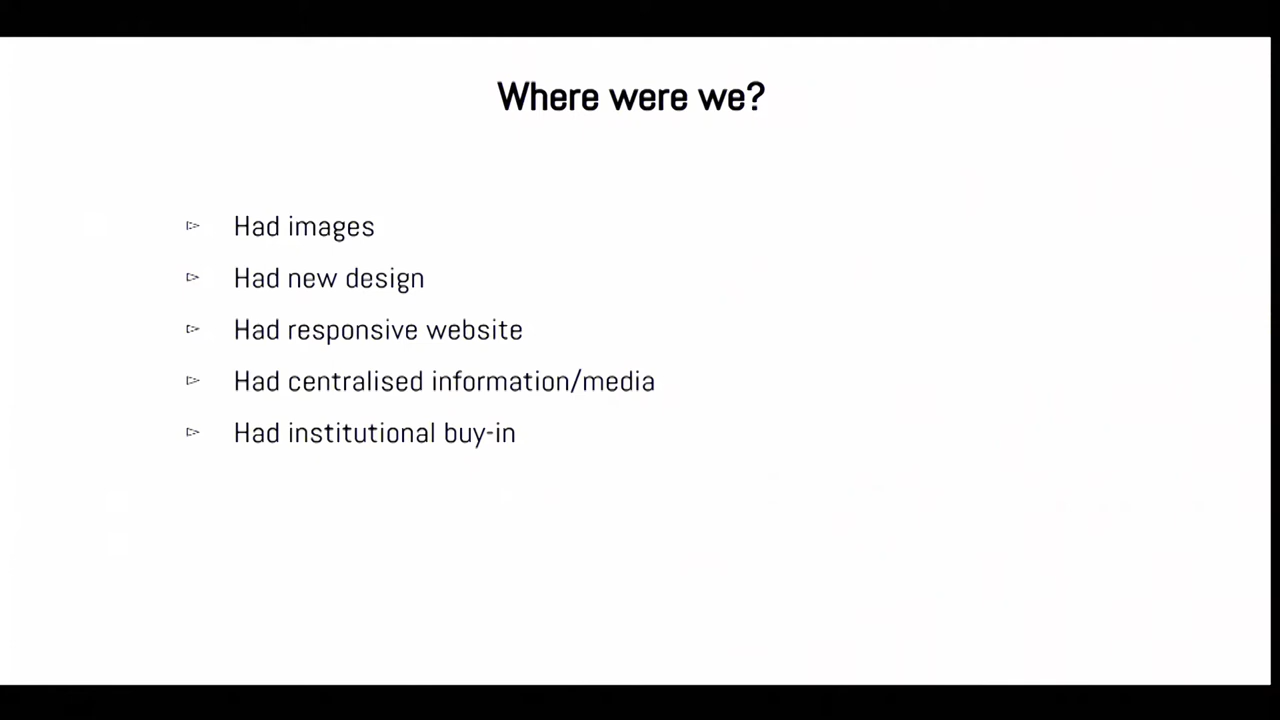 Where were we?
▻ Had images
▻ Had new design
▻ Had responsive website
▻ Had centralised information/media
▻ Had institutional buy-in